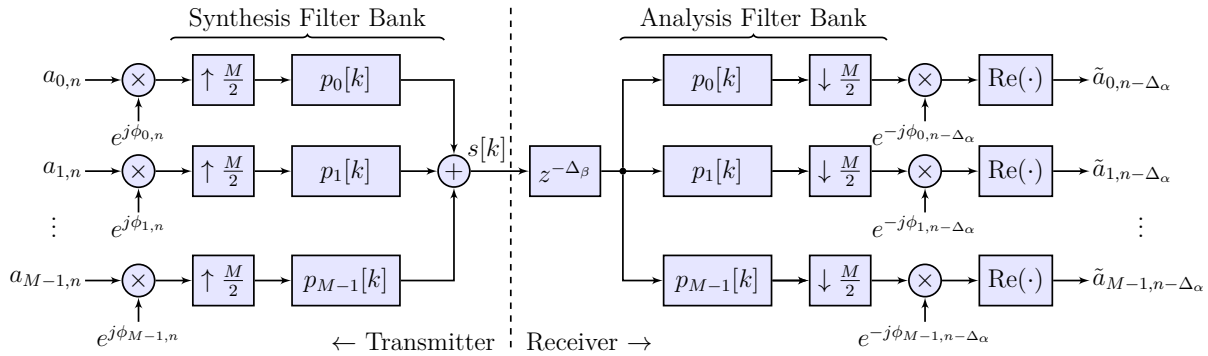 Synthesis Filter Bank
Analysis Filter Bank
a_{0,n} × ↑ M/2 p_0[k] p_0[k] ↓ M/2 × Re(·) ã_{0,n−Δ_α}
e^{jϕ_{0,n}} e^{−jϕ_{0,n−Δ_α}}
s[k]
a_{1,n} × ↑ M/2 p_1[k] + z^{−Δ_β} p_1[k] ↓ M/2 × Re(·) ã_{1,n−Δ_α}
⋮ e^{jϕ_{1,n}} e^{−jϕ_{1,n−Δ_α}} ⋮
a_{M−1,n} × ↑ M/2 p_{M−1}[k] p_{M−1}[k] ↓ M/2 × Re(·) ã_{M−1,n−Δ_α}
e^{jϕ_{M−1,n}} ← Transmitter Receiver → e^{−jϕ_{M−1,n−Δ_α}}